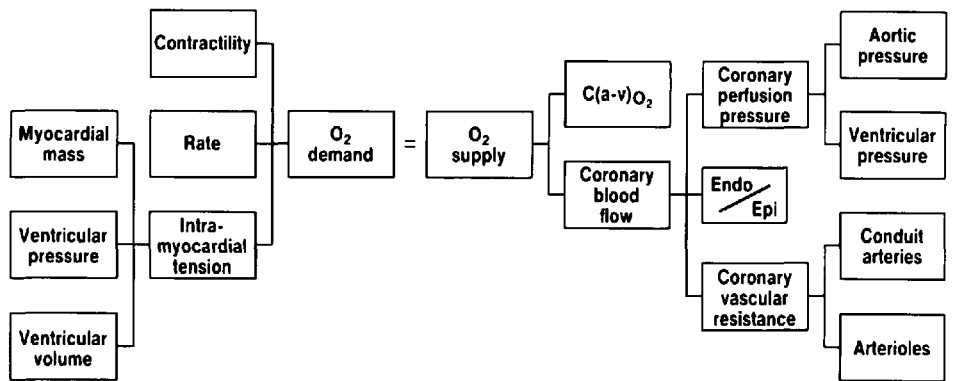 Contractility
Myocardial
mass
Rate
Ventricular
pressure
Intra-
myocardial
tension
Ventricular
volume
O₂
demand
=
O₂
supply
C(a-v)O₂
Coronary
blood
flow
Coronary
perfusion
pressure
Aortic
pressure
Ventricular
pressure
Endo
Epi
Coronary
vascular
resistance
Conduit
arteries
Arterioles